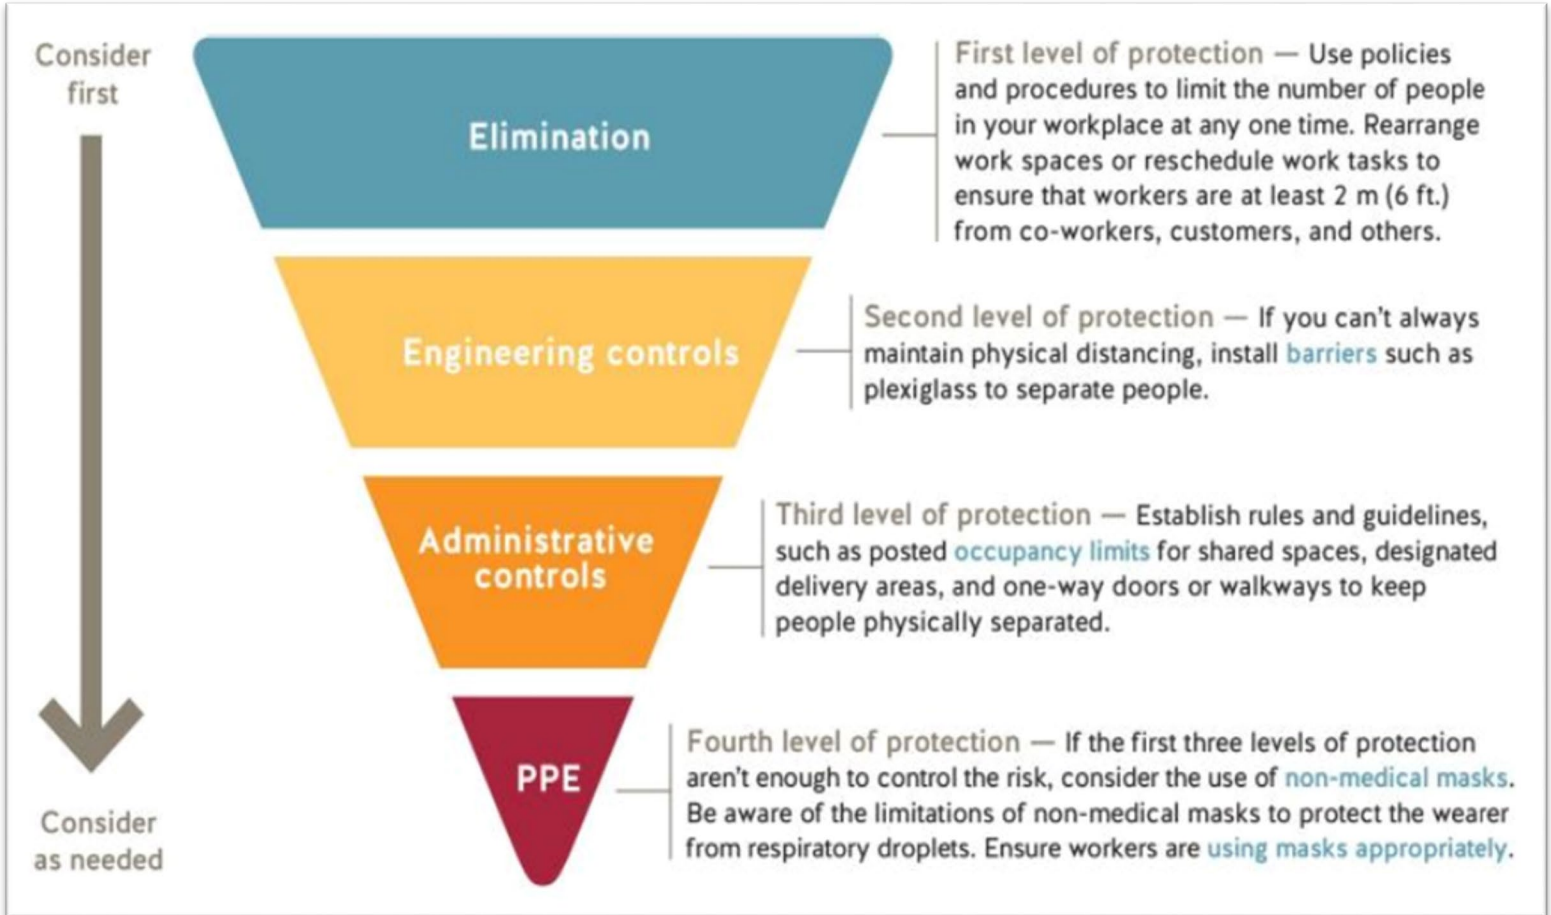 Consider
first
Elimination
First level of protection — Use policies
and procedures to limit the number of people
in your workplace at any one time. Rearrange
work spaces or reschedule work tasks to
ensure that workers are at least 2 m (6 ft.)
from co-workers, customers, and others.
Engineering controls
Second level of protection — If you can't always
maintain physical distancing, install barriers such as
plexiglass to separate people.
Administrative
controls
Third level of protection — Establish rules and guidelines,
such as posted occupancy limits for shared spaces, designated
delivery areas, and one-way doors or walkways to keep
people physically separated.
PPE
Fourth level of protection — If the first three levels of protection
aren't enough to control the risk, consider the use of non-medical masks.
Be aware of the limitations of non-medical masks to protect the wearer
from respiratory droplets. Ensure workers are using masks appropriately.
Consider
as needed